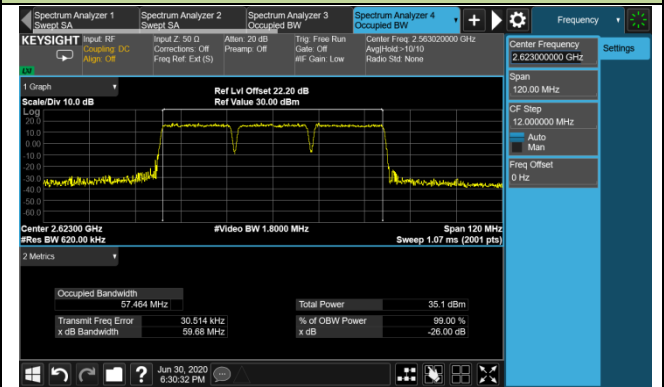 Spectrum Analyzer 1 Spectrum Analyzer 2 Spectrum Analyzer 3 Spectrum Analyzer 4
Swept SA Swept SA Occupied BW Occupied BW + Frequency
KEYSIGHT Input: RF Input Z: 50 Ω Atten: 20 dB Trig: Free Run Center Freq: 2.563020000 GHz
Coupling: DC Corrections: Off Preamp: Off Gate: Off Avg|Hold:>10/10
Align: Off Freq Ref: Ext (S) #IF Gain: Low Radio Std: None
LV
Center Frequency Settings
2.623000000 GHz
Span
120.00 MHz
CF Step
12.000000 MHz
Auto
Man
Freq Offset
0 Hz
1 Graph Ref Lvl Offset 22.20 dB
Scale/Div 10.0 dB Ref Value 30.00 dBm
Log
20.0
10.0
0.00
-10.0
-20.0
-30.0
-40.0
-50.0
-60.0
Center 2.62300 GHz #Video BW 1.8000 MHz Span 120 MHz
#Res BW 620.00 kHz Sweep 1.07 ms (2001 pts)
2 Metrics
Occupied Bandwidth
57.464 MHz Total Power 35.1 dBm
Transmit Freq Error 30.514 kHz % of OBW Power 99.00 %
x dB Bandwidth 59.68 MHz x dB -26.00 dB
? Jun 30, 2020
6:30:32 PM